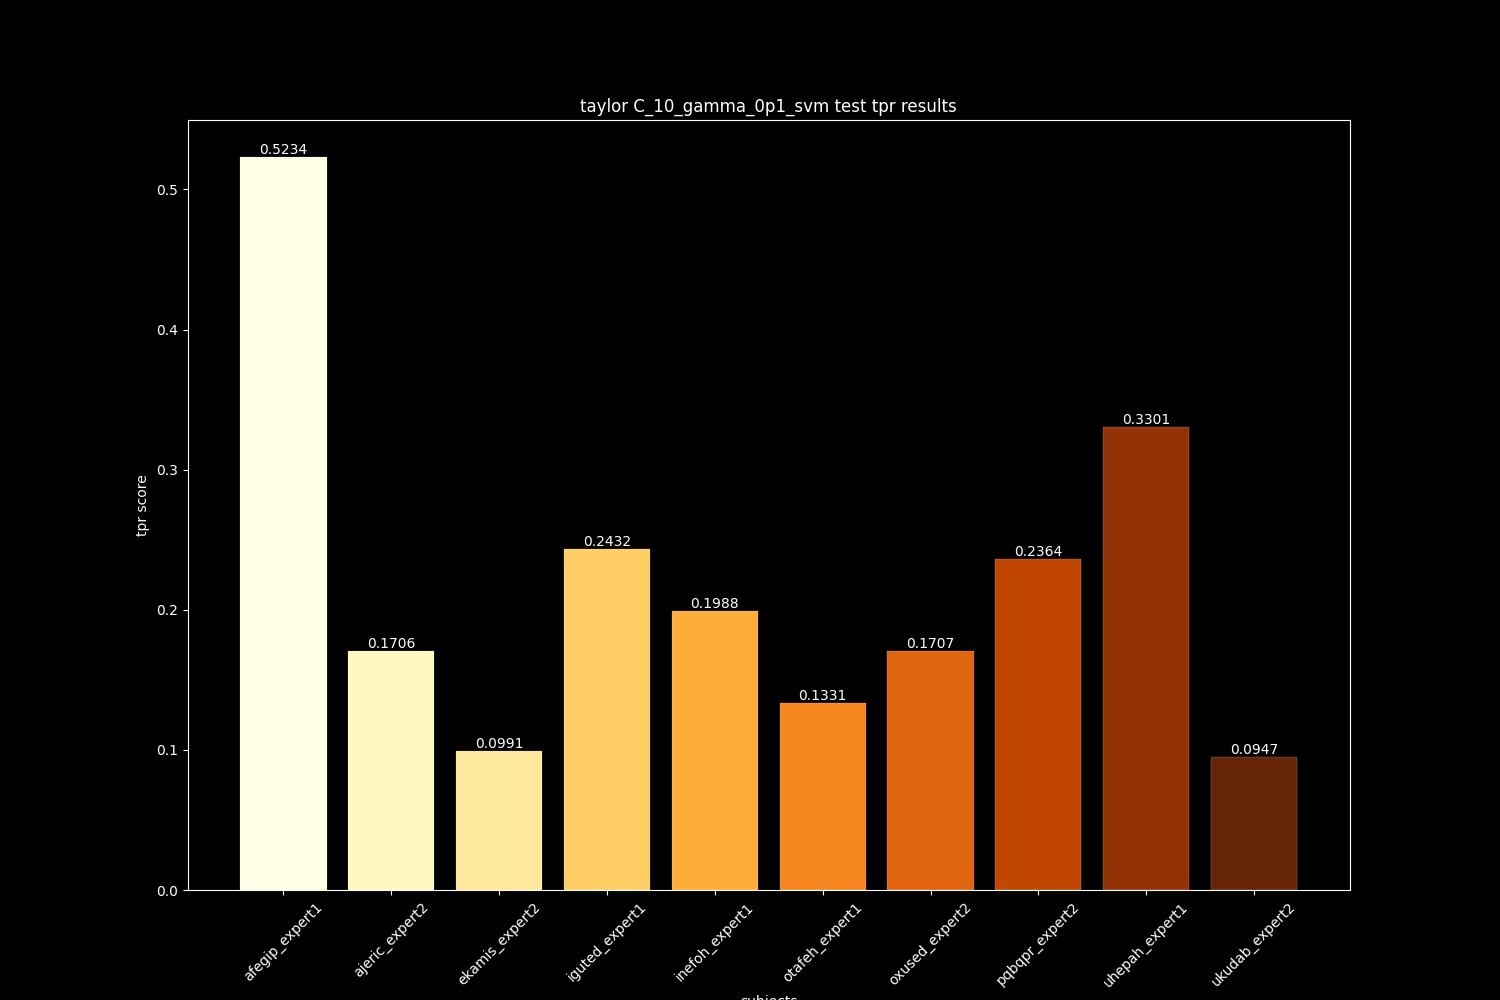 taylor C_10_gamma_0p1_svm test tpr results
0.5234
0.1706
0.0991
0.2432
0.1988
0.1331
0.1707
0.2364
0.3301
0.0947
0.5
0.4
0.3
0.2
0.1
0.0
tpr score
afegip_expert1
ajeric_expert2
ekamis_expert2
iguted_expert1
inefoh_expert1
otafeh_expert1
oxused_expert2
pqbqpr_expert2
uhepah_expert1
ukudab_expert2
subjects